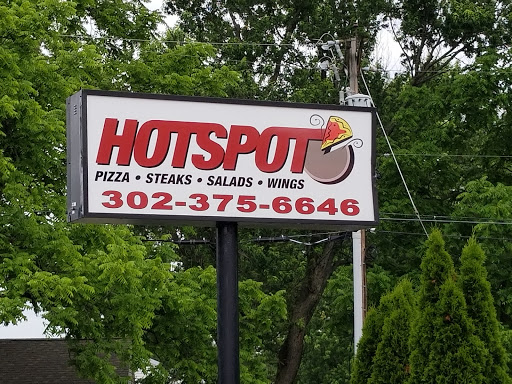 HOTSPOT
PIZZA • STEAKS • SALADS • WINGS
302-375-6646